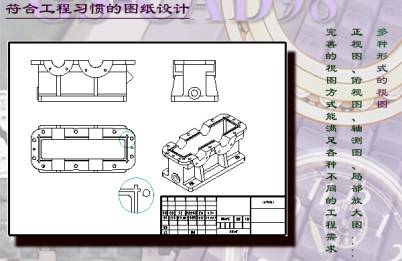 符合工程习惯的图纸设计
AD98
多种形式的视图
正视图、俯视图、轴测图、局部放大图....
完善的视图方式能满足各种不同的工程需求